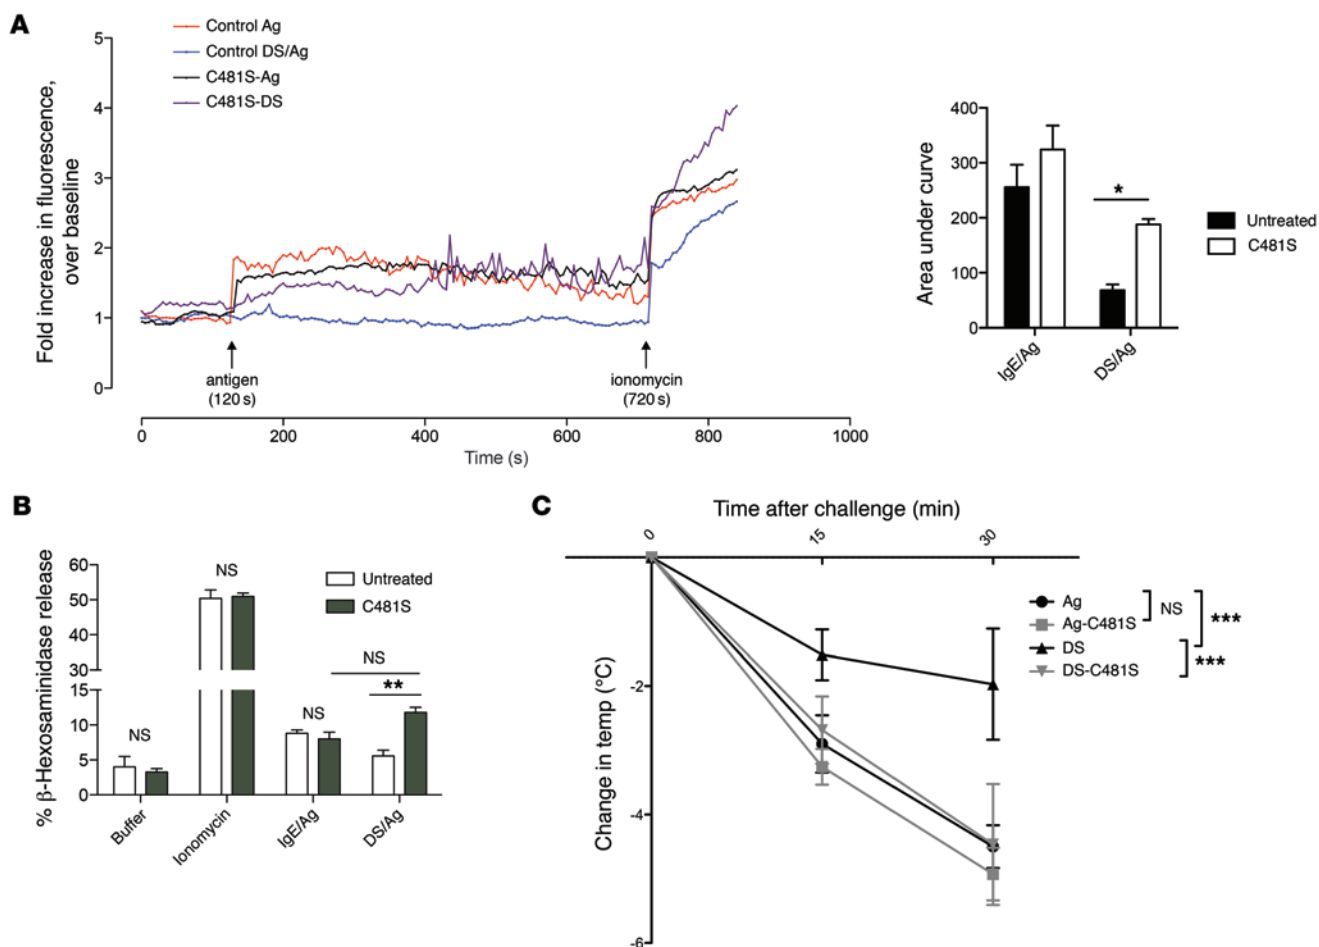 A
Control Ag
Control DS/Ag
C481S-Ag
C481S-DS
Fold increase in fluorescence,
over baseline
5
4
3
2
1
0
antigen
(120 s)
ionomycin
(720 s)
0 200 400 600 800 1000
Time (s)
Area under curve
400
300
200
100
0
*
IgE/Ag DS/Ag
Untreated
C481S
B
% β-Hexosaminidase release
60
50
40
30
15
10
5
0
NS
NS
NS
NS
**
Untreated
C481S
Buffer Ionomycin IgE/Ag DS/Ag
C
Time after challenge (min)
0 15 30
Change in temp (°C)
-2
-4
-6
Ag
Ag-C481S
DS
DS-C481S
NS
***
***